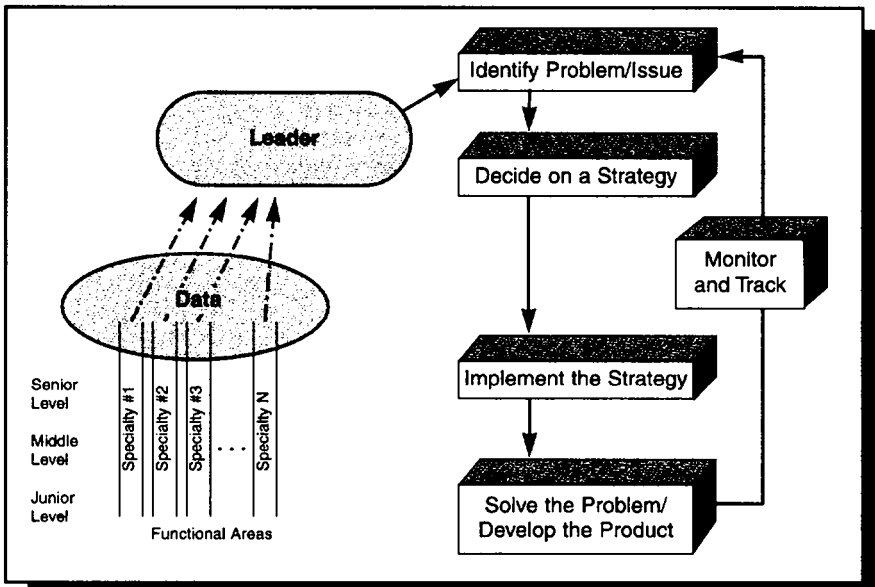 Identify Problem/Issue
Leader
Decide on a Strategy
Monitor
and Track
Data
Implement the Strategy
Senior
Level
Middle
Level
Junior
Level
Specialty #1
Specialty #2
Specialty #3
. . . .
Specialty N
Functional Areas
Solve the Problem/
Develop the Product